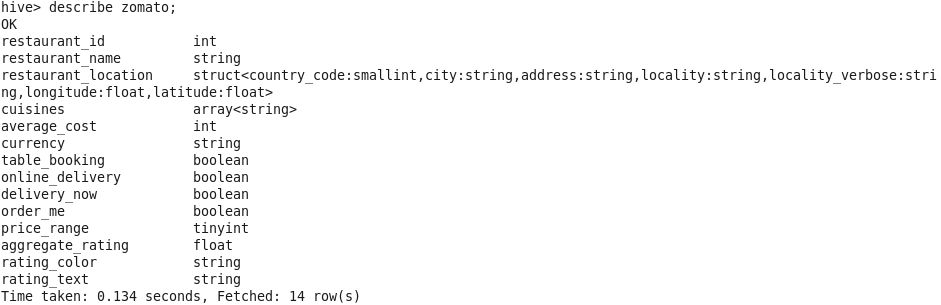 hive> describe zomato;
OK
restaurant_id           int
restaurant_name         string
restaurant_location     struct<country_code:smallint,city:string,address:string,locality:string,locality_verbose:stri
ng,longitude:float,latitude:float>
cuisines                array<string>
average_cost            int
currency                string
table_booking           boolean
online_delivery         boolean
delivery_now            boolean
order_me                boolean
price_range             tinyint
aggregate_rating        float
rating_color            string
rating_text             string
Time taken: 0.134 seconds, Fetched: 14 row(s)